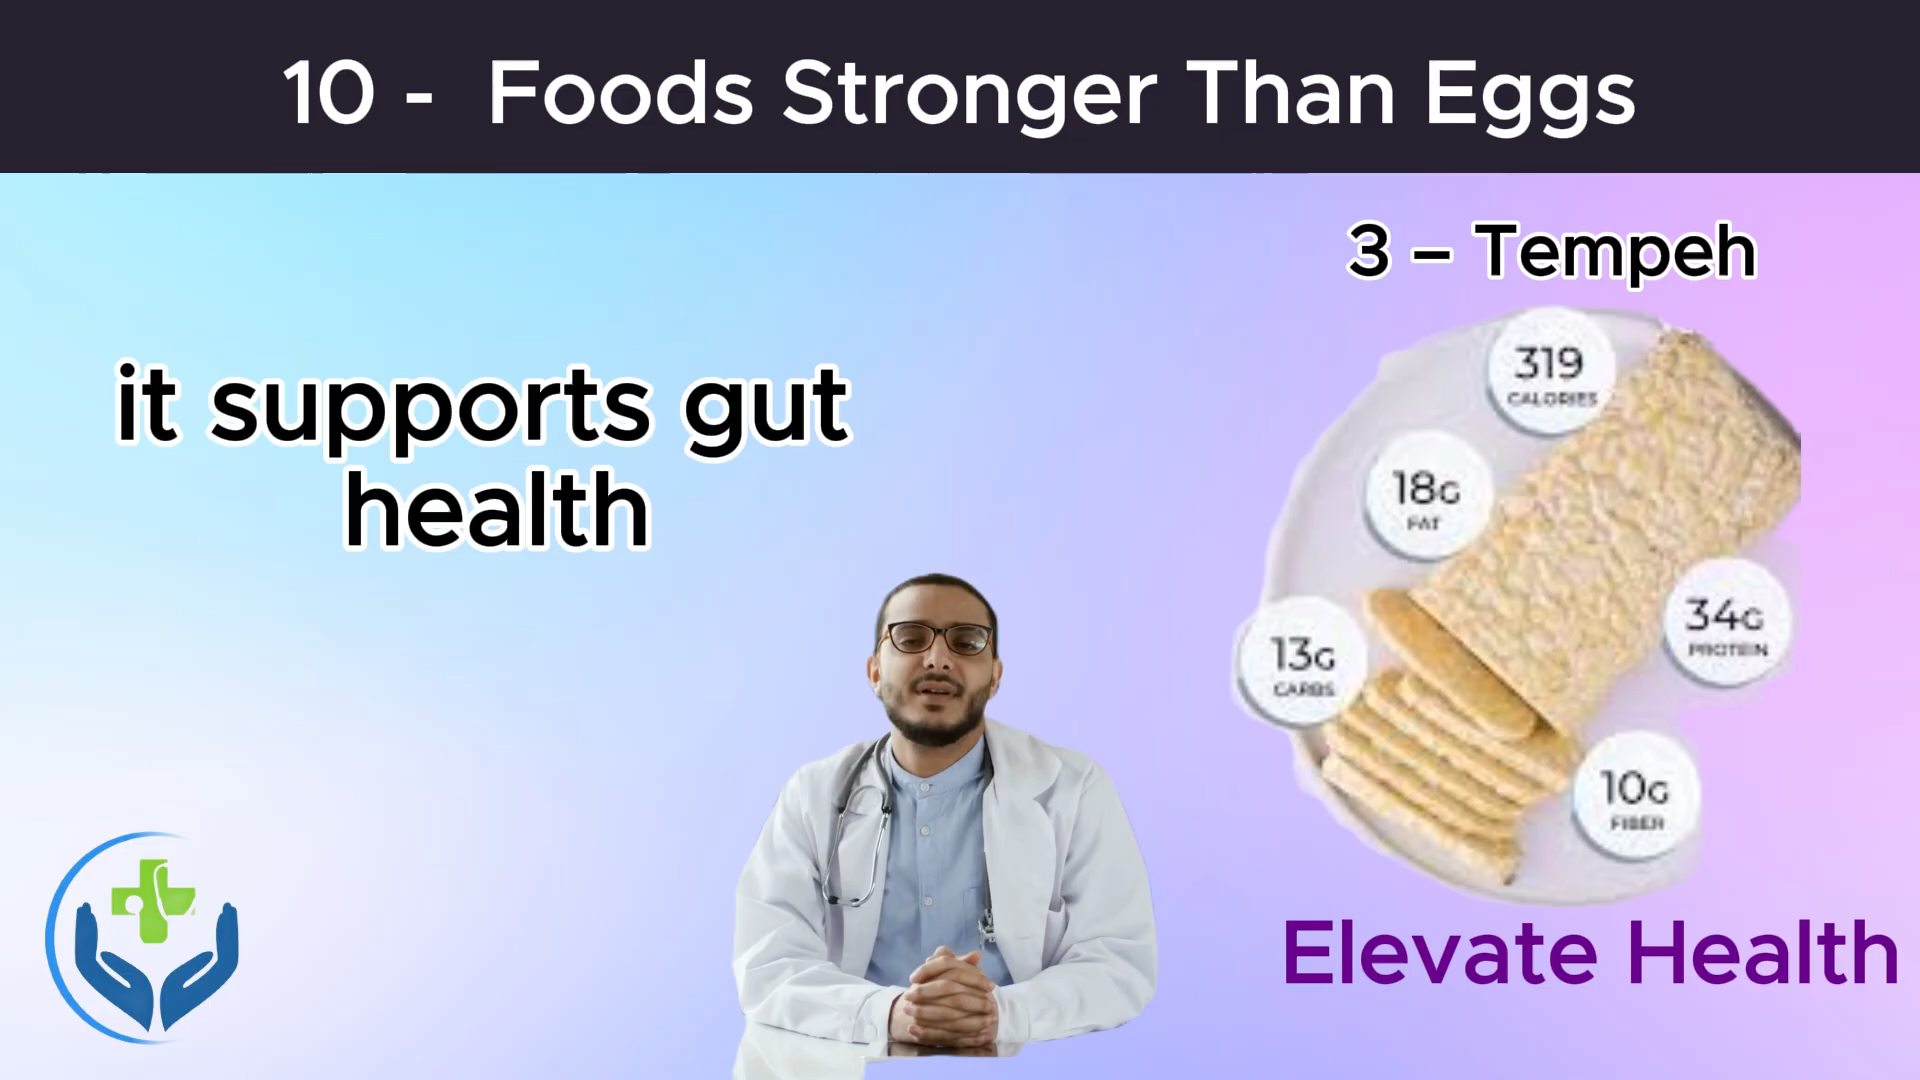 10 - Foods Stronger Than Eggs
3 – Tempeh
it supports gut
health
319
CALORIES
18G
FAT
34G
PROTEIN
13G
CARBS
10G
FIBER
Elevate Health